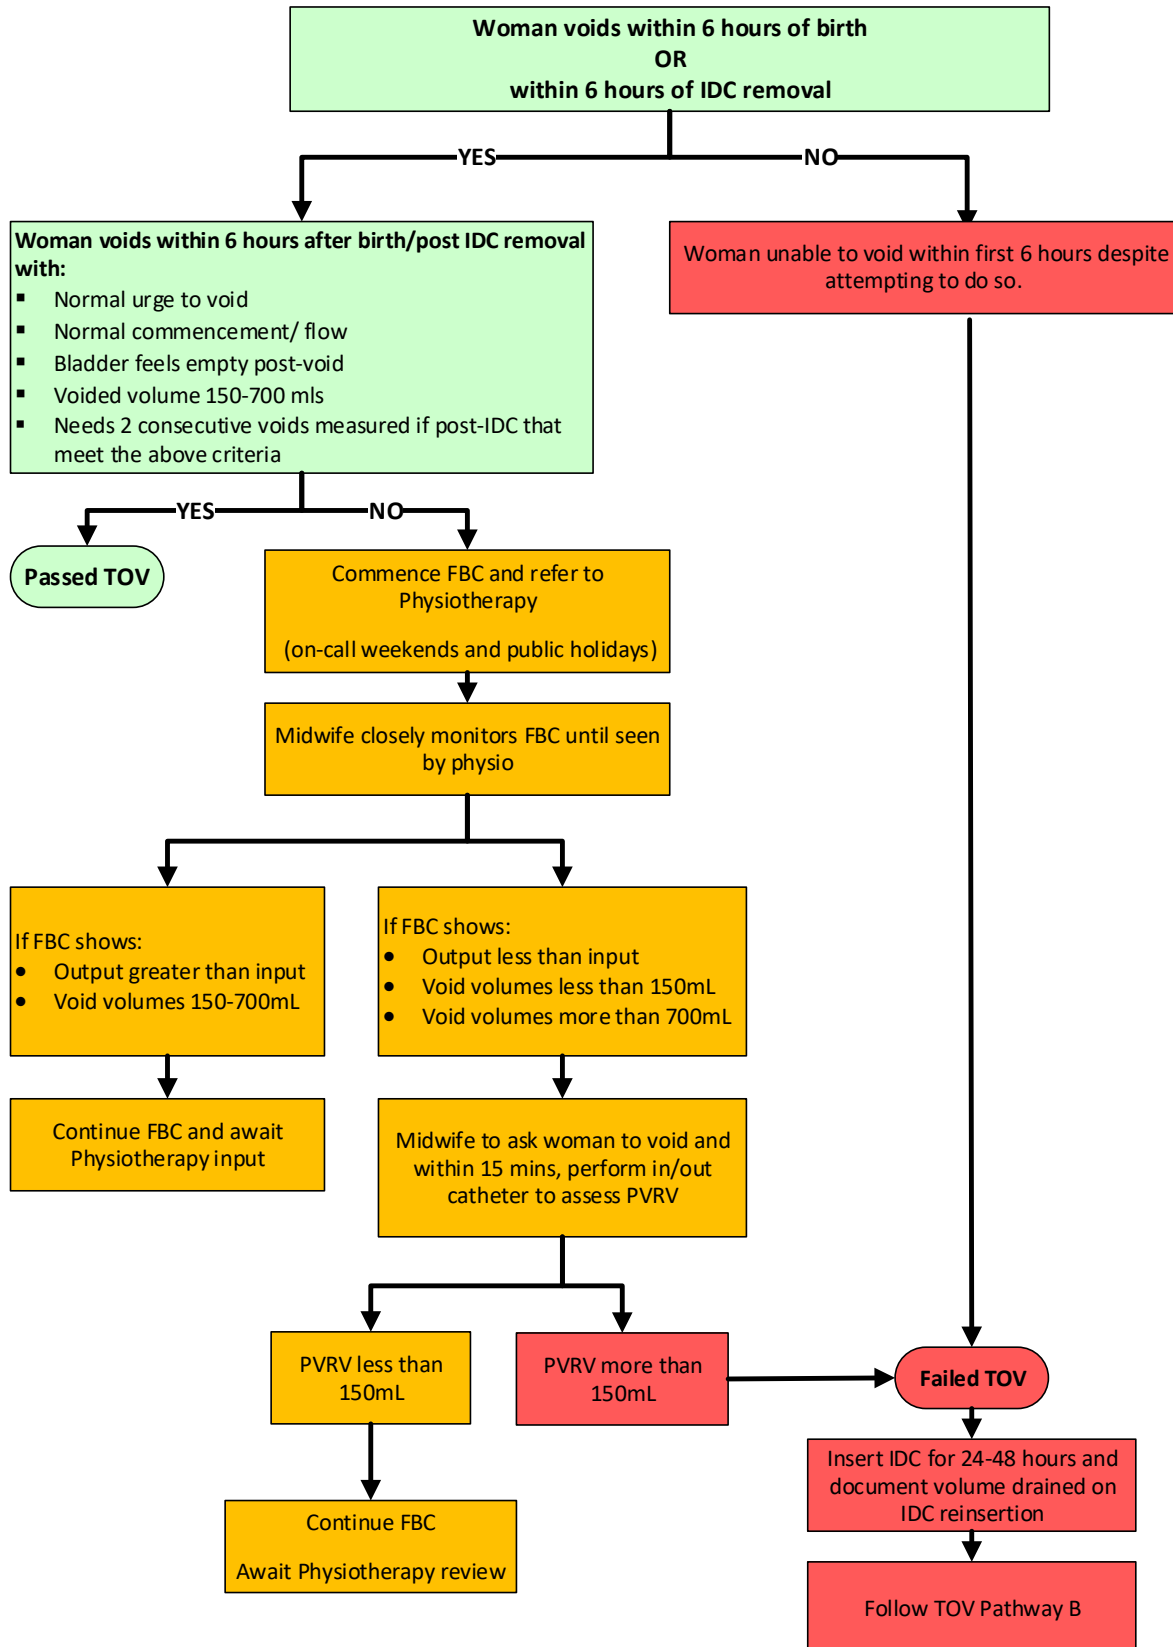 Woman voids within 6 hours of birth
OR
within 6 hours of IDC removal
YES
NO
Woman voids within 6 hours after birth/post IDC removal
with:
▪ Normal urge to void
▪ Normal commencement/ flow
▪ Bladder feels empty post-void
▪ Voided volume 150-700 mls
▪ Needs 2 consecutive voids measured if post-IDC that
meet the above criteria
Woman unable to void within first 6 hours despite
attempting to do so.
YES
NO
Passed TOV
Commence FBC and refer to
Physiotherapy
(on-call weekends and public holidays)
Midwife closely monitors FBC until seen
by physio
If FBC shows:
• Output greater than input
• Void volumes 150-700mL
If FBC shows:
• Output less than input
• Void volumes less than 150mL
• Void volumes more than 700mL
Continue FBC and await
Physiotherapy input
Midwife to ask woman to void and
within 15 mins, perform in/out
catheter to assess PVRV
PVRV less than
150mL
PVRV more than
150mL
Failed TOV
Continue FBC
Await Physiotherapy review
Insert IDC for 24-48 hours and
document volume drained on
IDC reinsertion
Follow TOV Pathway B